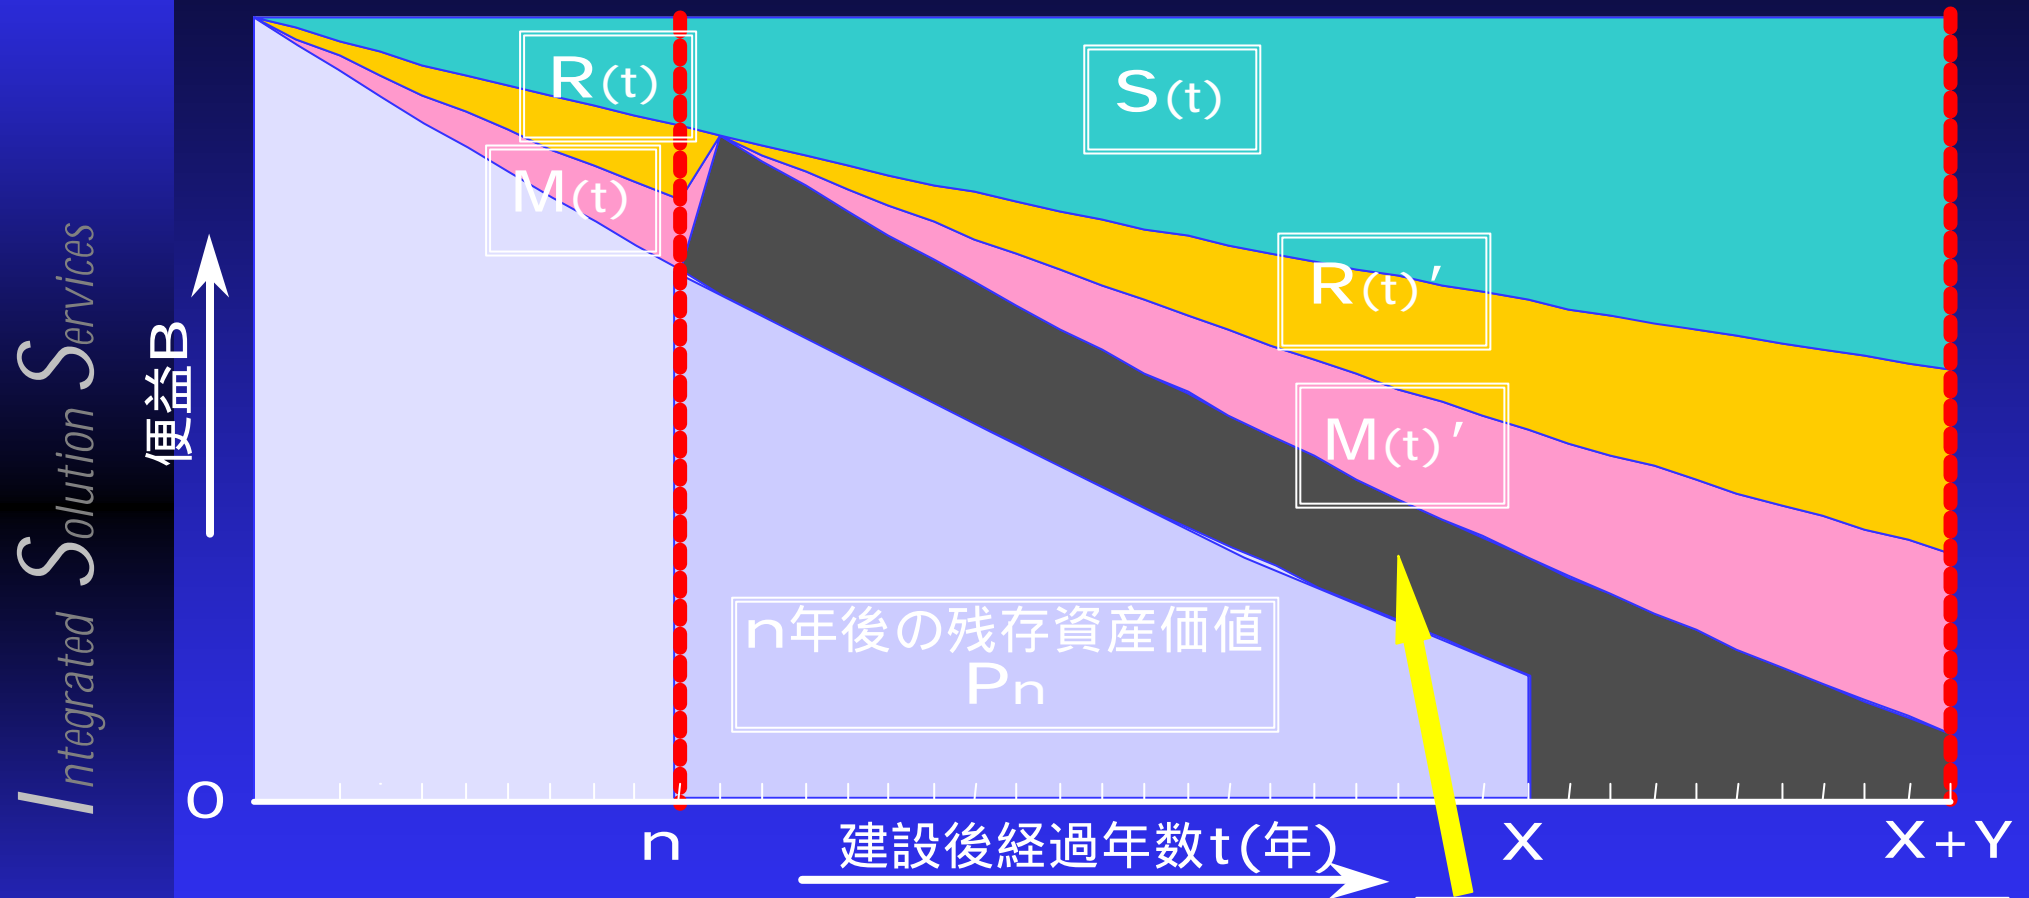 Integrated Solution Services
便益B
R(t)
S(t)
M(t)
R(t)′
M(t)′
n年後の残存資産価値
Pn
O
n
建設後経過年数t(年)
X
X+Y